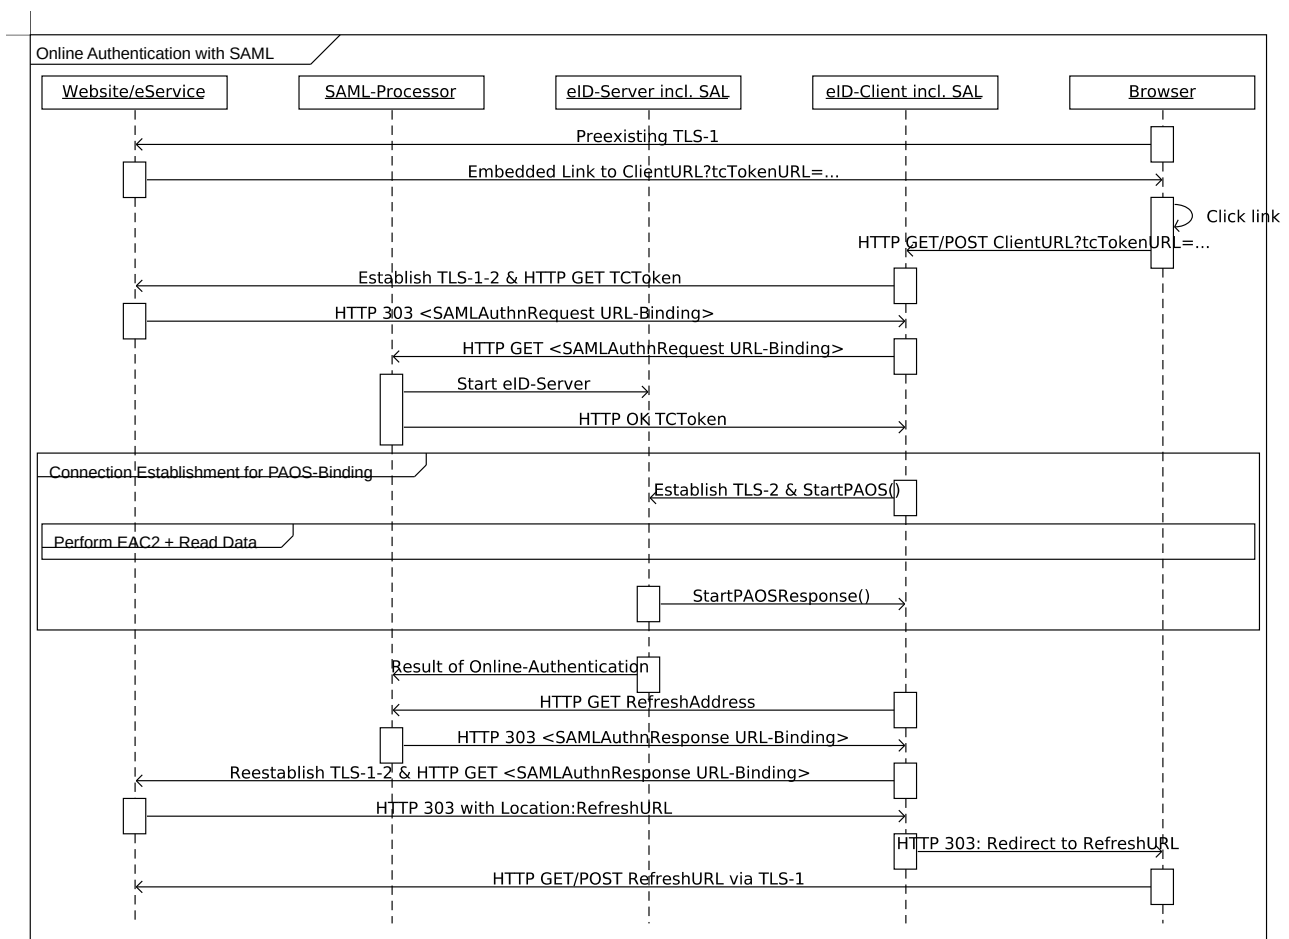 Online Authentication with SAML
Website/eService
SAML-Processor
eID-Server incl. SAL
eID-Client incl. SAL
Browser
Preexisting TLS-1
Embedded Link to ClientURL?tcTokenURL=...
Click link
HTTP GET/POST ClientURL?tcTokenURL=...
Establish TLS-1-2 & HTTP GET TCToken
HTTP 303 <SAMLAuthnRequest URL-Binding>
HTTP GET <SAMLAuthnRequest URL-Binding>
Start eID-Server
HTTP OK TCToken
Connection Establishment for PAOS-Binding
Establish TLS-2 & StartPAOS()
Perform EAC2 + Read Data
StartPAOSResponse()
Result of Online-Authentication
HTTP GET RefreshAddress
HTTP 303 <SAMLAuthnResponse URL-Binding>
Reestablish TLS-1-2 & HTTP GET <SAMLAuthnResponse URL-Binding>
HTTP 303 with Location:RefreshURL
HTTP 303: Redirect to RefreshURL
HTTP GET/POST RefreshURL via TLS-1